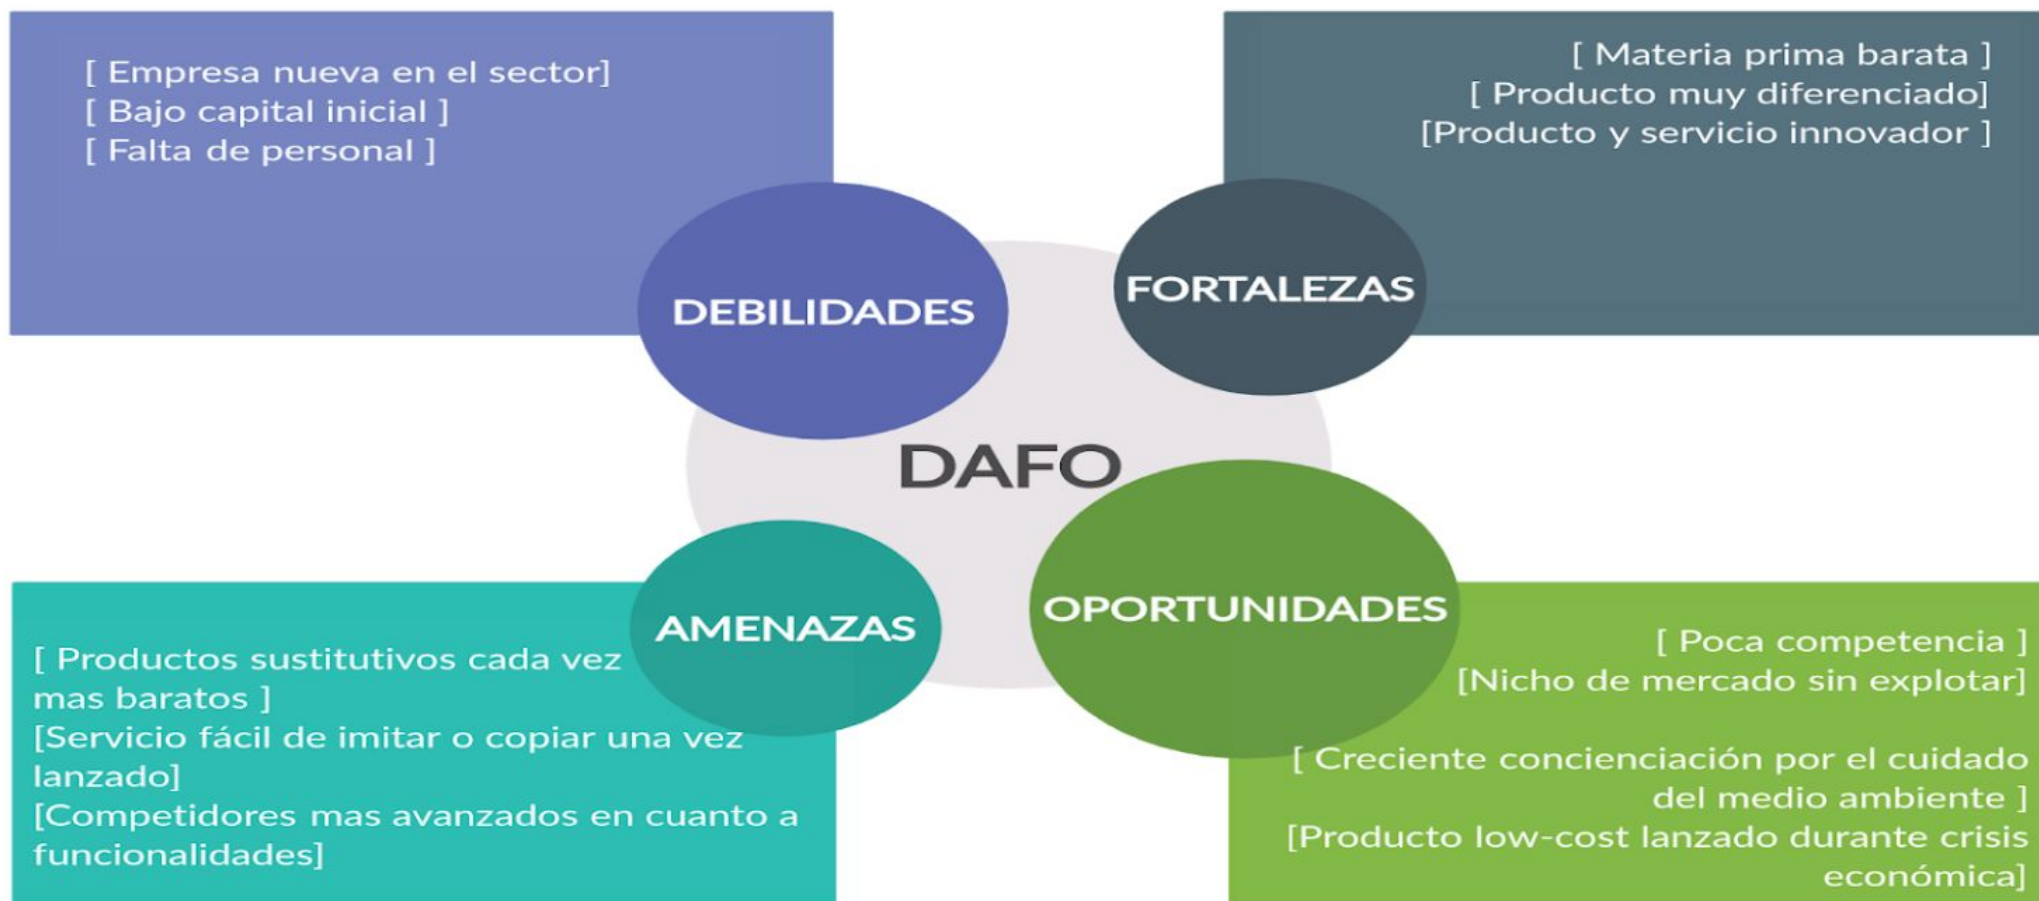 [ Empresa nueva en el sector]
[ Bajo capital inicial ]
[ Falta de personal ]
DEBILIDADES
[ Materia prima barata ]
[ Producto muy diferenciado]
[Producto y servicio innovador ]
FORTALEZAS
DAFO
AMENAZAS
[ Productos sustitutivos cada vez
mas baratos ]
[Servicio fácil de imitar o copiar una vez
lanzado]
[Competidores mas avanzados en cuanto a
funcionalidades]
OPORTUNIDADES
[ Poca competencia ]
[Nicho de mercado sin explotar]
[ Creciente concienciación por el cuidado
del medio ambiente ]
[Producto low-cost lanzado durante crisis
económica]